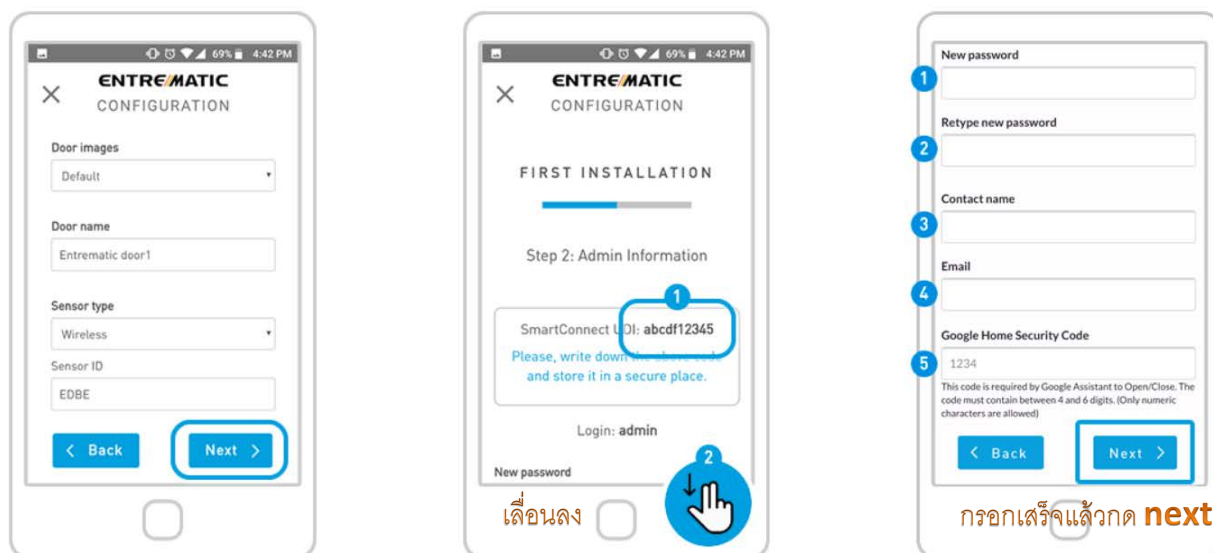 69% 4:42 PM
ENTRE/MATIC
CONFIGURATION
Door images
Default
Door name
Entrematic door1
Sensor type
Wireless
Sensor ID
EDBE
< Back
Next >
69% 4:42 PM
ENTRE/MATIC
CONFIGURATION
FIRST INSTALLATION
Step 2: Admin Information
1
SmartConnect UOI: abcdf12345
Please, write down the above code
and store it in a secure place.
Login: admin
2
New password
เลื่อนลง
New password
1
Retype new password
2
Contact name
3
Email
4
Google Home Security Code
5
1234
This code is required by Google Assistant to Open/Close. The
code must contain between 4 and 6 digits. (Only numeric
characters are allowed)
< Back
Next >
กรอกเสร็จแล้วกด next